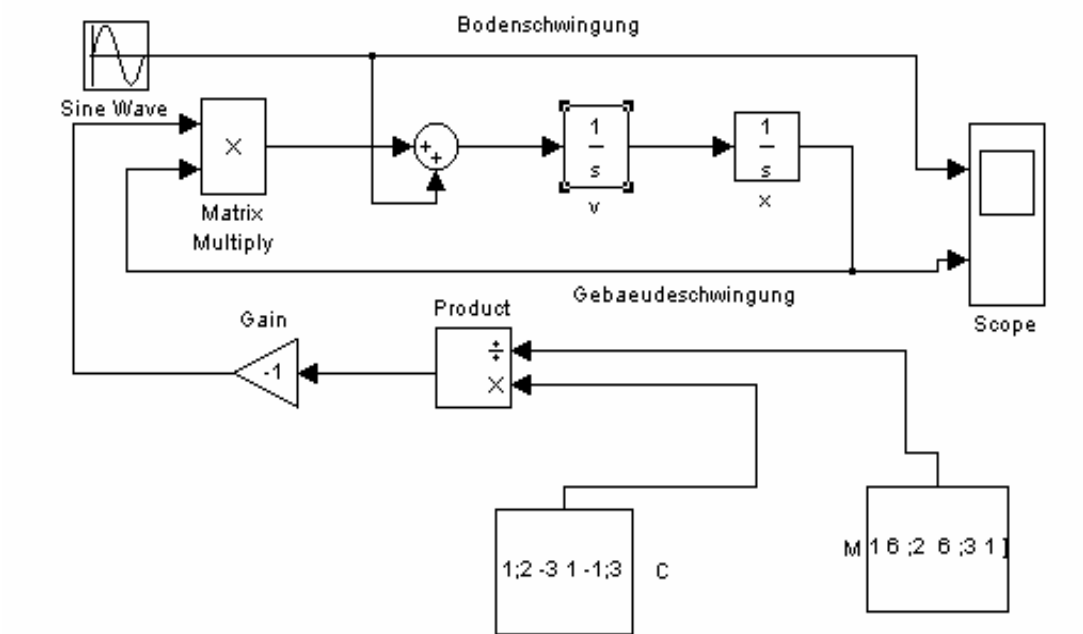 Bodenschwingung
Sine Wave
×
+
+
1
s
v
1
s
x
Matrix
Multiply
Gebaeudeschwingung
Scope
Gain
-1
Product
÷
×
1;2 -3 1 -1;3
C
M
1 6 ;2 6 ;3 1 ]